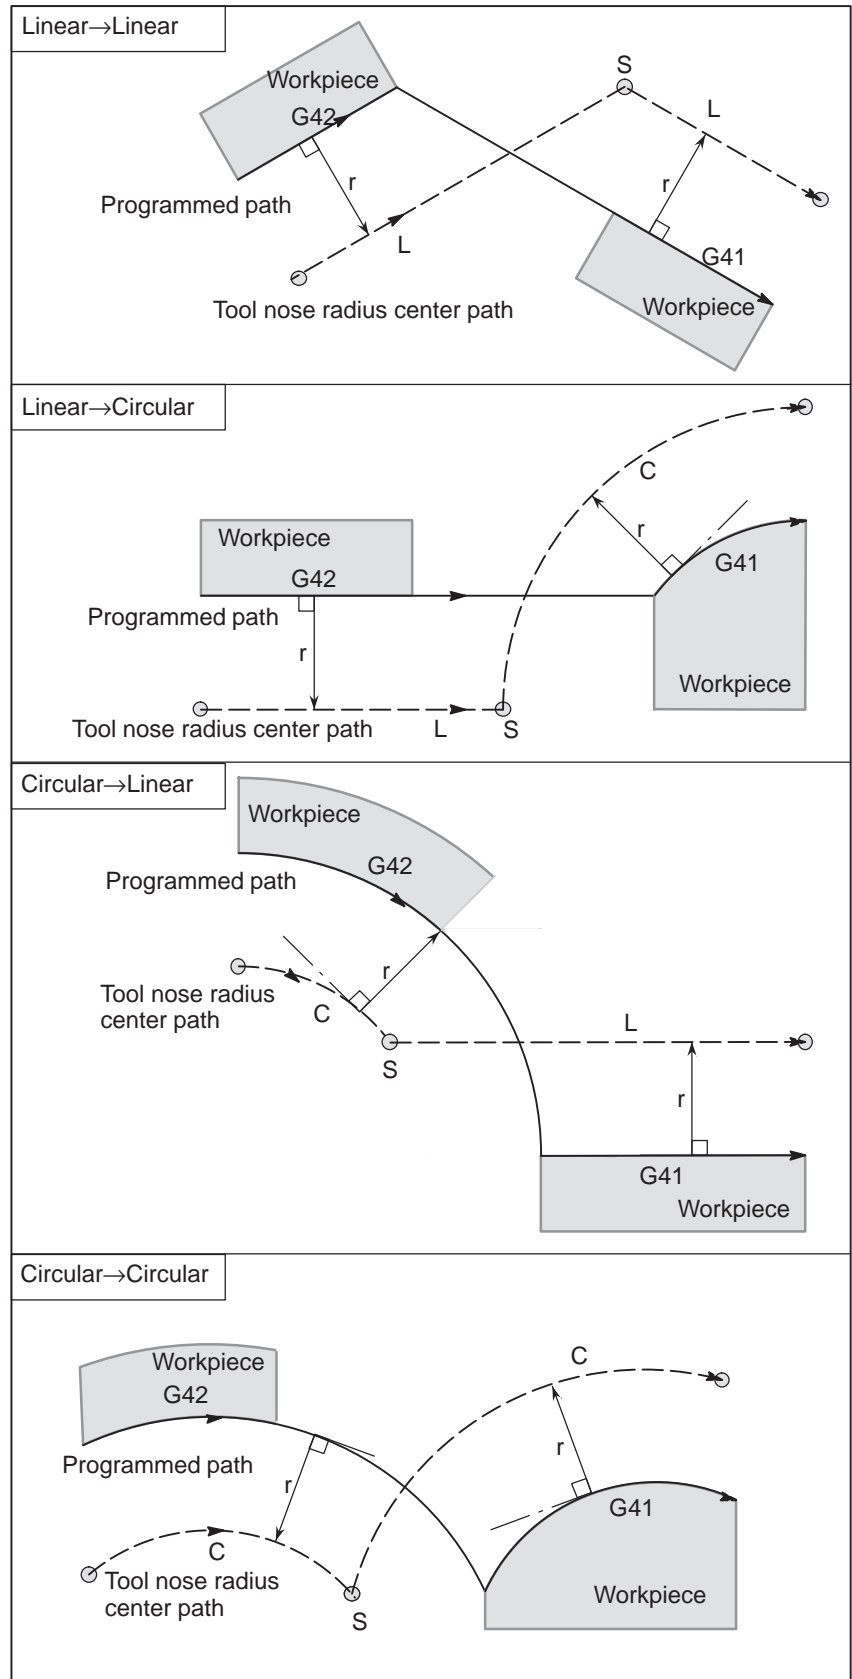 Linear→Linear
Workpiece
G42
S
L
r
r
Programmed path
L
G41
Workpiece
Tool nose radius center path
Linear→Circular
C
Workpiece
r
G41
G42
Programmed path
r
Workpiece
Tool nose radius center path
L
S
Circular→Linear
Workpiece
G42
Programmed path
r
Tool nose radius
center path
C
L
S
r
G41
Workpiece
Circular→Circular
C
Workpiece
G42
r
Programmed path
r
G41
C
Tool nose radius
center path
Workpiece
S